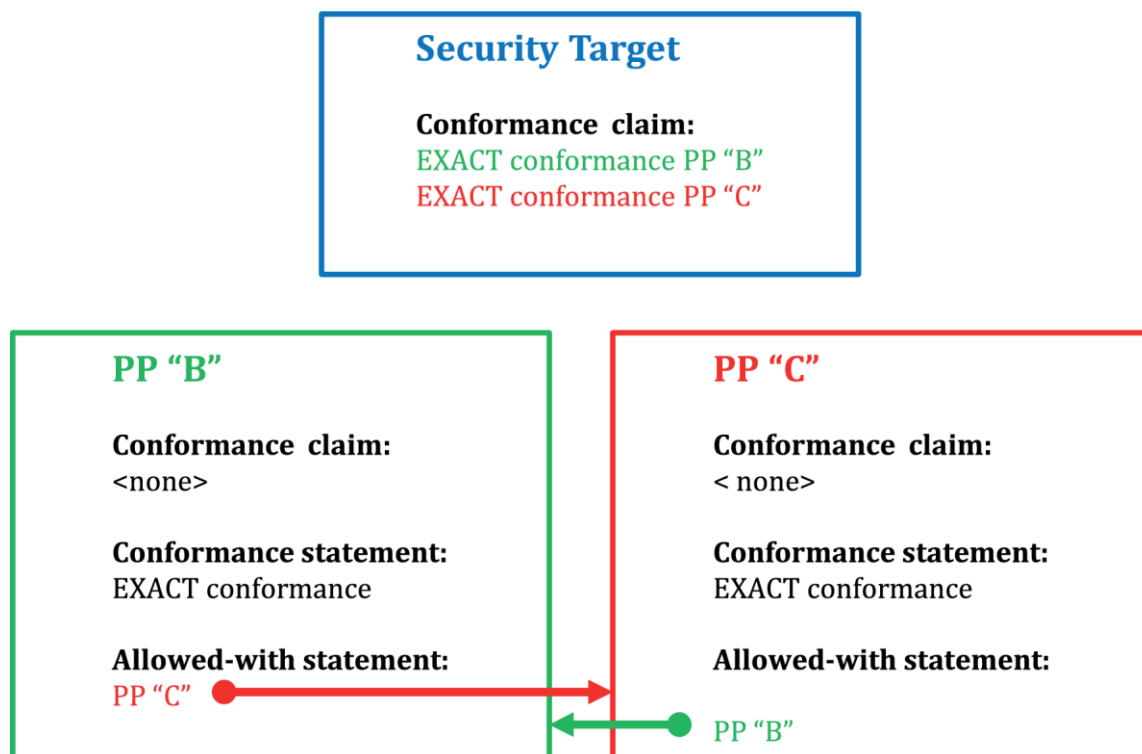 Security Target
Conformance claim:
EXACT conformance PP “B”
EXACT conformance PP “C”
PP “B”
Conformance claim:
<none>
Conformance statement:
EXACT conformance
Allowed-with statement:
PP “C”
PP “C”
Conformance claim:
< none>
Conformance statement:
EXACT conformance
Allowed-with statement:
PP “B”